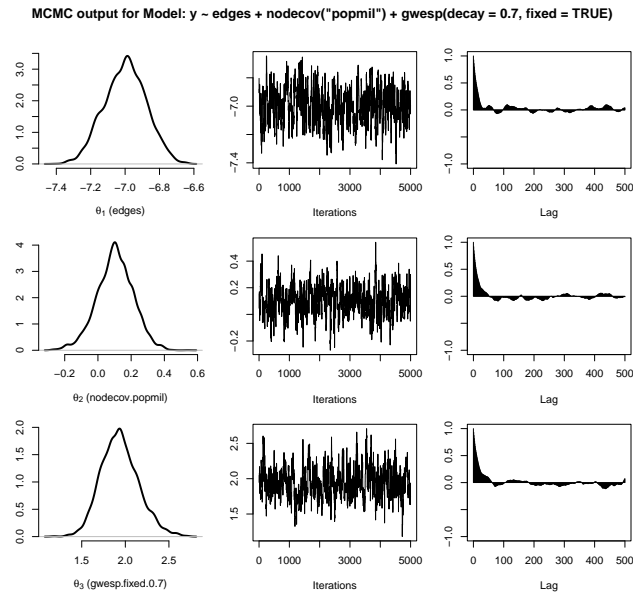 MCMC output for Model: y ~ edges + nodecov("popmil") + gwesp(decay = 0.7, fixed = TRUE)
0.0 1.0 2.0 3.0
−7.4 −7.2 −7.0 −6.8 −6.6
θ1 (edges)
−7.4 −7.0
0 1000 3000 5000
Iterations
−1.0 0.0 0.5 1.0
0 100 200 300 400 500
Lag
0 1 2 3 4
−0.2 0.0 0.2 0.4 0.6
θ2 (nodecov.popmil)
−0.2 0.2 0.4
0 1000 3000 5000
Iterations
−1.0 0.0 0.5 1.0
0 100 200 300 400 500
Lag
0.0 0.5 1.0 1.5 2.0
1.5 2.0 2.5
θ3 (gwesp.fixed.0.7)
1.5 2.0 2.5
0 1000 3000 5000
Iterations
−1.0 0.0 0.5 1.0
0 100 200 300 400 500
Lag